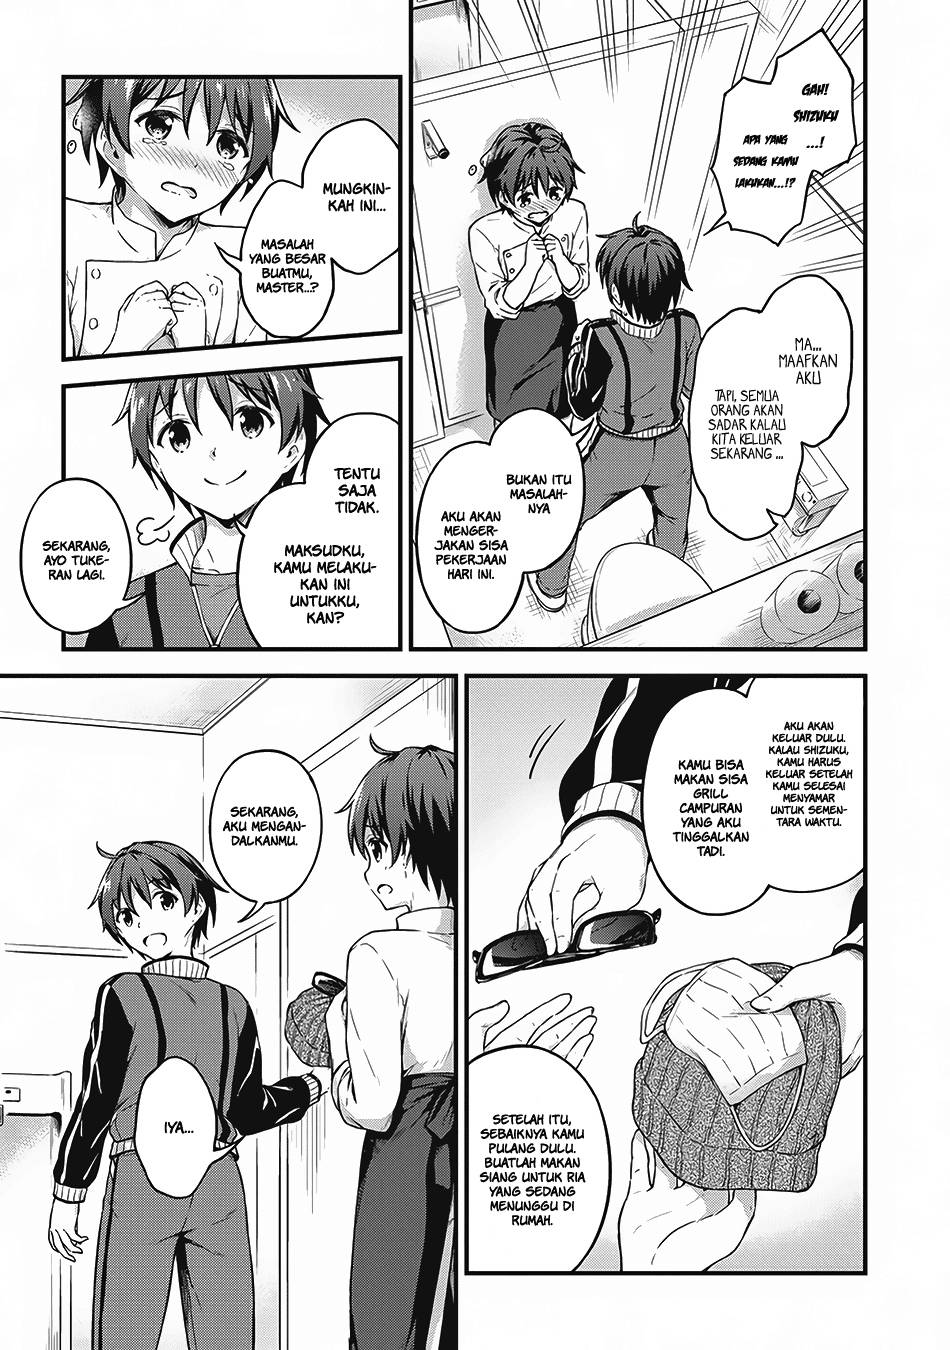 GAH!
SHIZUKU
...!
APA YANG
SEDANG KAMU
LAKUKAN...!?
MA...
MAAFKAN
AKU
TAPI, SEMUA
ORANG AKAN
SADAR KALAU
KITA KELUAR
SEKARANG ...
BUKAN ITU
MASALAH-
NYA
AKU AKAN
MENGER-
JAKAN SISA
PEKERJAAN
HARI INI.
MUNGKIN-
KAH INI...
MASALAH
YANG BESAR
BUATMU,
MASTER..?
TENTU
SAJA
TIDAK.
MAKSUDKU,
KAMU MELAKU-
KAN INI
UNTUKKU,
KAN?
SEKARANG,
AYO TUKE-
RAN LAGI.
AKU AKAN
KELUAR DULU.
KALAU SHIZUKU,
KAMU HARUS
KELUAR SETELAH
KAMU SELESAI
MENYAMAR
UNTUK SEMEN-
TARA WAKTU.
KAMU BISA
MAKAN SISA
GRILL
CAMPURAN
YANG AKU
TINGGALKAN
TADI.
SETELAH ITU,
SEBAIKNYA KAMU
PULANG DULU.
BUATLAH MAKAN
SIANG UNTUK RIA
YANG SEDANG
MENUNGGU DI
RUMAH.
SEKARANG,
AKU MENGAN-
DALKANMU.
IYA...